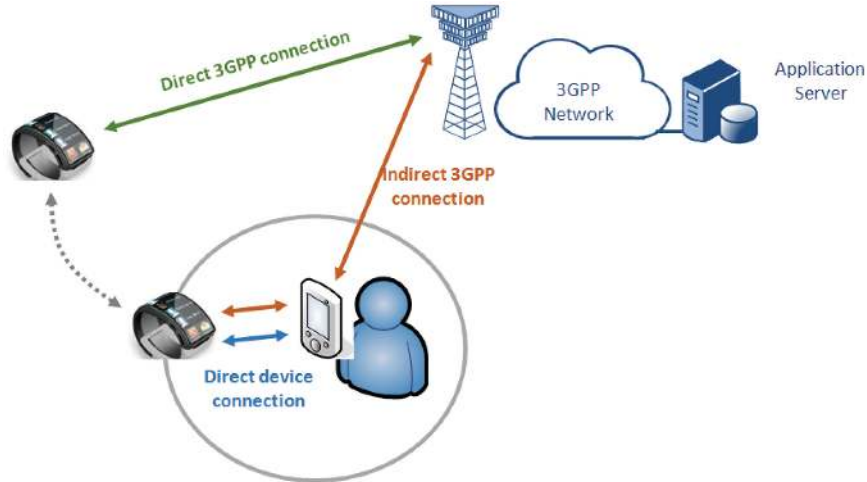 Direct 3GPP connection
Application
Server
3GPP
Network
Indirect 3GPP
connection
Direct device
connection